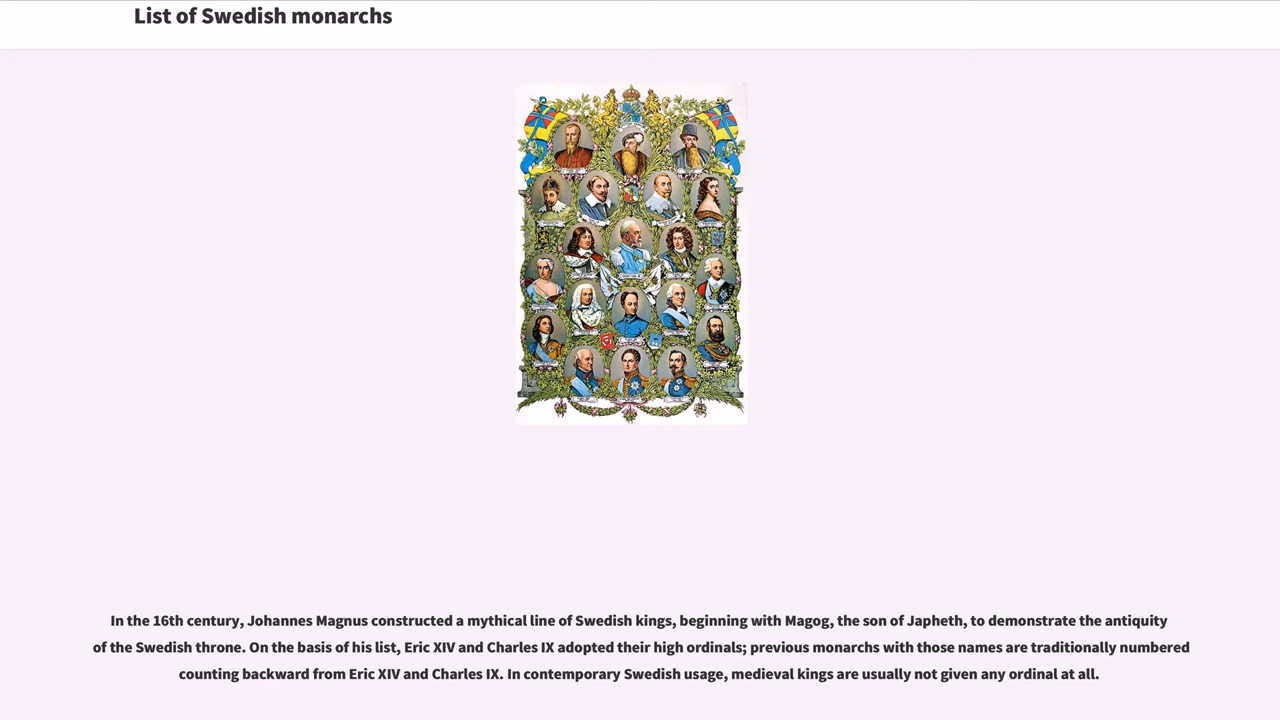 List of Swedish monarchs
In the 16th century, Johannes Magnus constructed a mythical line of Swedish kings, beginning with Magog, the son of Japheth, to demonstrate the antiquity
of the Swedish throne. On the basis of his list, Eric XIV and Charles IX adopted their high ordinals; previous monarchs with those names are traditionally numbered
counting backward from Eric XIV and Charles IX. In contemporary Swedish usage, medieval kings are usually not given any ordinal at all.